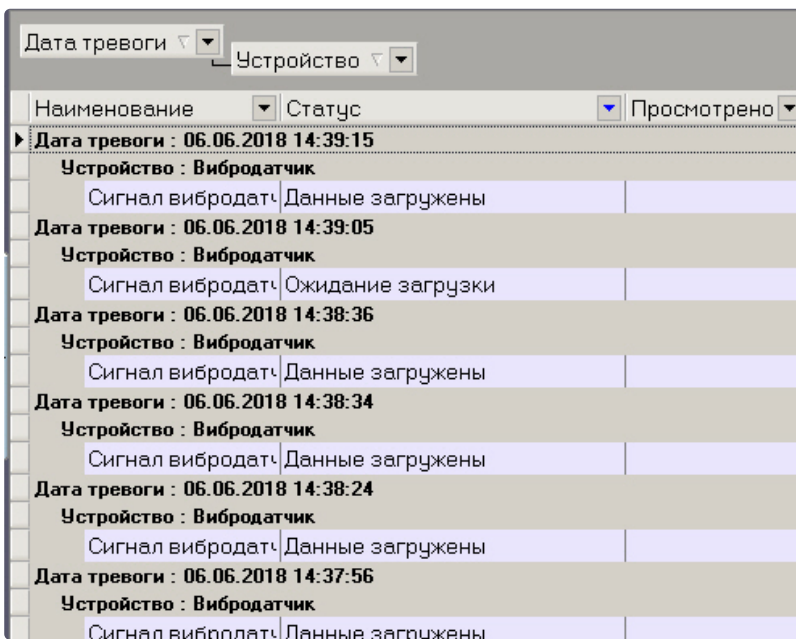 Дата тревоги
Устройство
Наименование Статус Просмотрено
Дата тревоги : 06.06.2018 14:39:15
Устройство : Вибродатчик
Сигнал вибродатч Данные загружены
Дата тревоги : 06.06.2018 14:39:05
Устройство : Вибродатчик
Сигнал вибродатч Ожидание загрузки
Дата тревоги : 06.06.2018 14:38:36
Устройство : Вибродатчик
Сигнал вибродатч Данные загружены
Дата тревоги : 06.06.2018 14:38:34
Устройство : Вибродатчик
Сигнал вибродатч Данные загружены
Дата тревоги : 06.06.2018 14:38:24
Устройство : Вибродатчик
Сигнал вибродатч Данные загружены
Дата тревоги : 06.06.2018 14:37:56
Устройство : Вибродатчик
Сигнал вибродатч Данные загружены